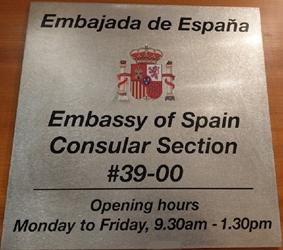 Embajada de España
Embassy of Spain
Consular Section
#39-00
Opening hours
Monday to Friday, 9.30am - 1.30pm